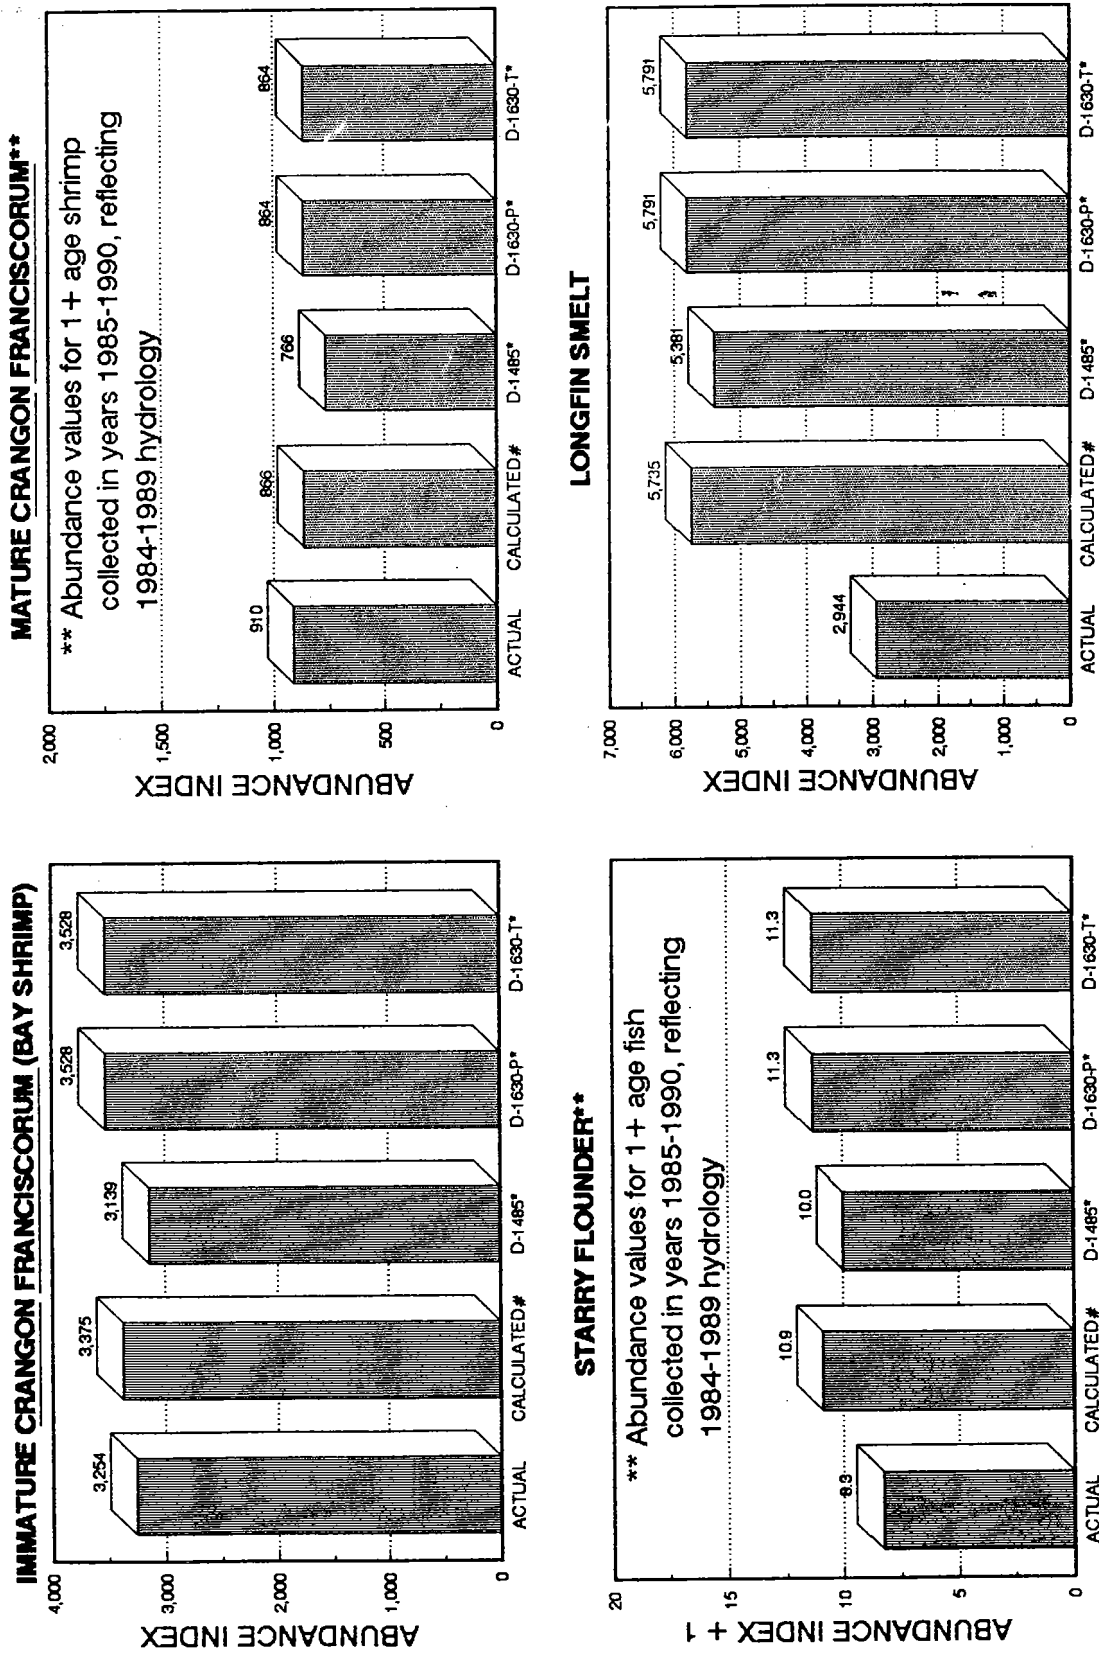 IMMATURE CRANGON FRANCISCORUM (BAY SHRIMP)
ABUNDANCE INDEX
4,000
3,000
2,000
1,000
0
3,254
3,375
3,139
3,528
3,528
ACTUAL
CALCULATED#
D-1485*
D-1630-P*
D-1630-T*
MATURE CRANGON FRANCISCORUM**
** Abundance values for 1 + age shrimp
collected in years 1985-1990, reflecting
1984-1989 hydrology
ABUNDANCE INDEX
2,000
1,500
1,000
500
0
910
866
766
864
864
ACTUAL
CALCULATED#
D-1485*
D-1630-P*
D-1630-T*
STARRY FLOUNDER**
** Abundance values for 1 + age fish
collected in years 1985-1990, reflecting
1984-1989 hydrology
ABUNDANCE INDEX + 1
20
15
10
5
0
8.3
10.9
10.0
11.3
11.3
ACTUAL
CALCULATED#
D-1485*
D-1630-P*
D-1630-T*
LONGFIN SMELT
ABUNDANCE INDEX
7,000
6,000
5,000
4,000
3,000
2,000
1,000
0
2,944
5,735
5,381
5,791
5,791
ACTUAL
CALCULATED#
D-1485*
D-1630-P*
D-1630-T*